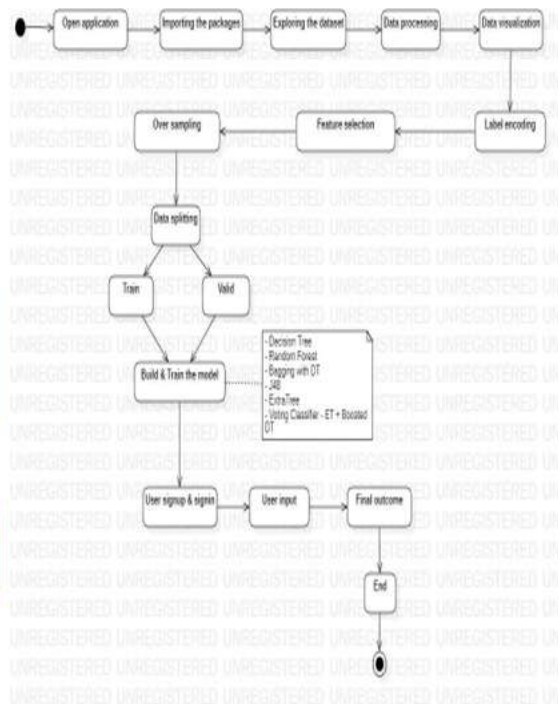 Open application
Importing the packages
Exploring the dataset
Data processing
Data visualization
Over sampling
Feature selection
Label encoding
Data splitting
Train
Valid
Build & Train the model
- Decision Tree
- Random Forest
- Bagging with DT
- J48
- ExtraTree
- Voting Classifier - ET + Boosted
DT
User signup & signin
User input
Final outcome
End
UNREGISTERED